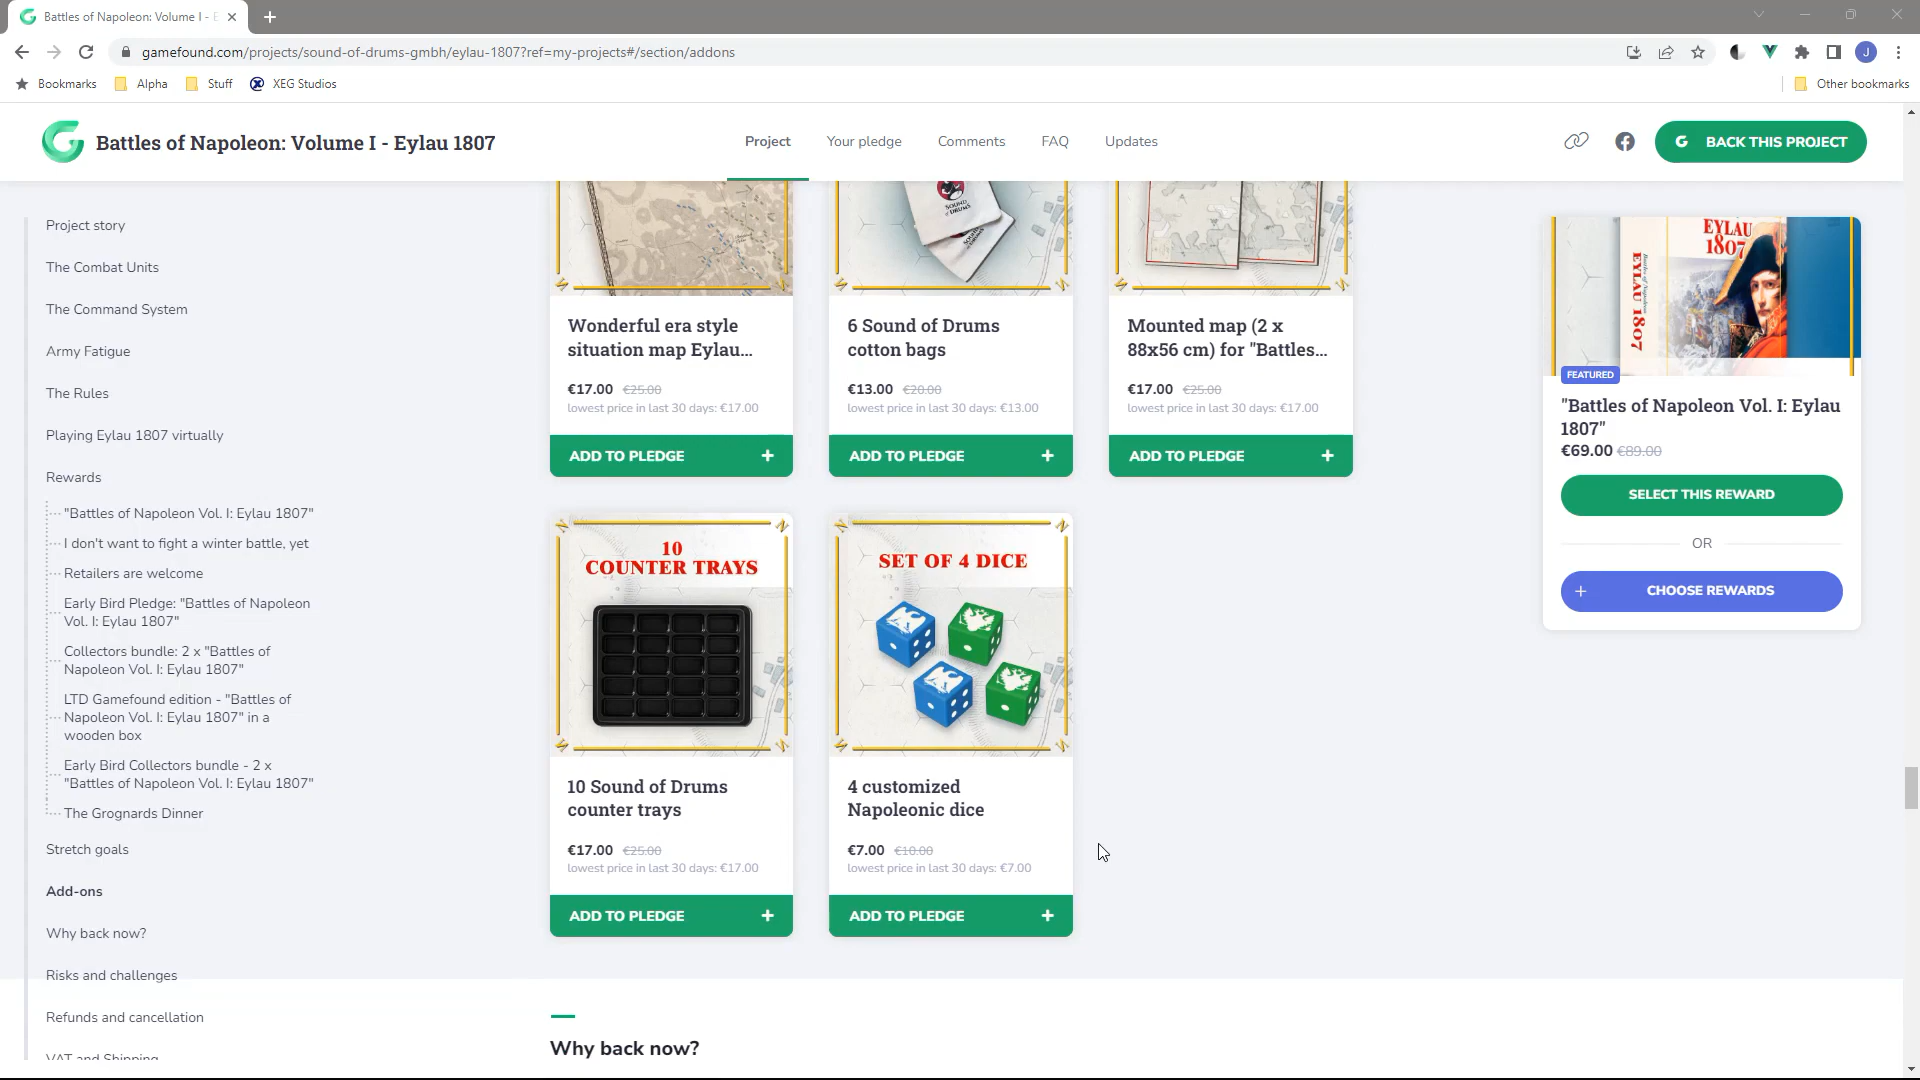 Battles of Napoleon: Volume I - E
gamefound.com/projects/sound-of-drums-gmbh/eylau-1807?ref=my-projects#/section/addons
J
Bookmarks
Alpha
Stuff
XEG Studios
Other bookmarks
Battles of Napoleon: Volume I - Eylau 1807
Project
Your pledge
Comments
FAQ
Updates
BACK THIS PROJECT
Project story
The Combat Units
The Command System
Army Fatigue
The Rules
Playing Eylau 1807 virtually
Rewards
"Battles of Napoleon Vol. I: Eylau 1807"
I don't want to fight a winter battle, yet
Retailers are welcome
Early Bird Pledge: "Battles of Napoleon
Vol. I: Eylau 1807"
Collectors bundle: 2 x "Battles of
Napoleon Vol. I: Eylau 1807"
LTD Gamefound edition - "Battles of
Napoleon Vol. I: Eylau 1807" in a
wooden box
Early Bird Collectors bundle - 2 x
"Battles of Napoleon Vol. I: Eylau 1807"
The Grognards Dinner
Stretch goals
Add-ons
Why back now?
Risks and challenges
Refunds and cancellation
VAT and Shipping
SOUND
OF DRUMS
Wonderful era style
situation map Eylau...
€17.00 €25.00
lowest price in last 30 days: €17.00
ADD TO PLEDGE +
6 Sound of Drums
cotton bags
€13.00 €20.00
lowest price in last 30 days: €13.00
ADD TO PLEDGE +
Mounted map (2 x
88x56 cm) for "Battles...
€17.00 €25.00
lowest price in last 30 days: €17.00
ADD TO PLEDGE +
10
COUNTER TRAYS
10 Sound of Drums
counter trays
€17.00 €25.00
lowest price in last 30 days: €17.00
ADD TO PLEDGE +
SET OF 4 DICE
4 customized
Napoleonic dice
€7.00 €10.00
lowest price in last 30 days: €7.00
ADD TO PLEDGE +
Why back now?
EYLAU
1807
Battles of Napoleon
EYLAU 1807
FEATURED
"Battles of Napoleon Vol. I: Eylau
1807"
€69.00 €89.00
SELECT THIS REWARD
OR
+ CHOOSE REWARDS